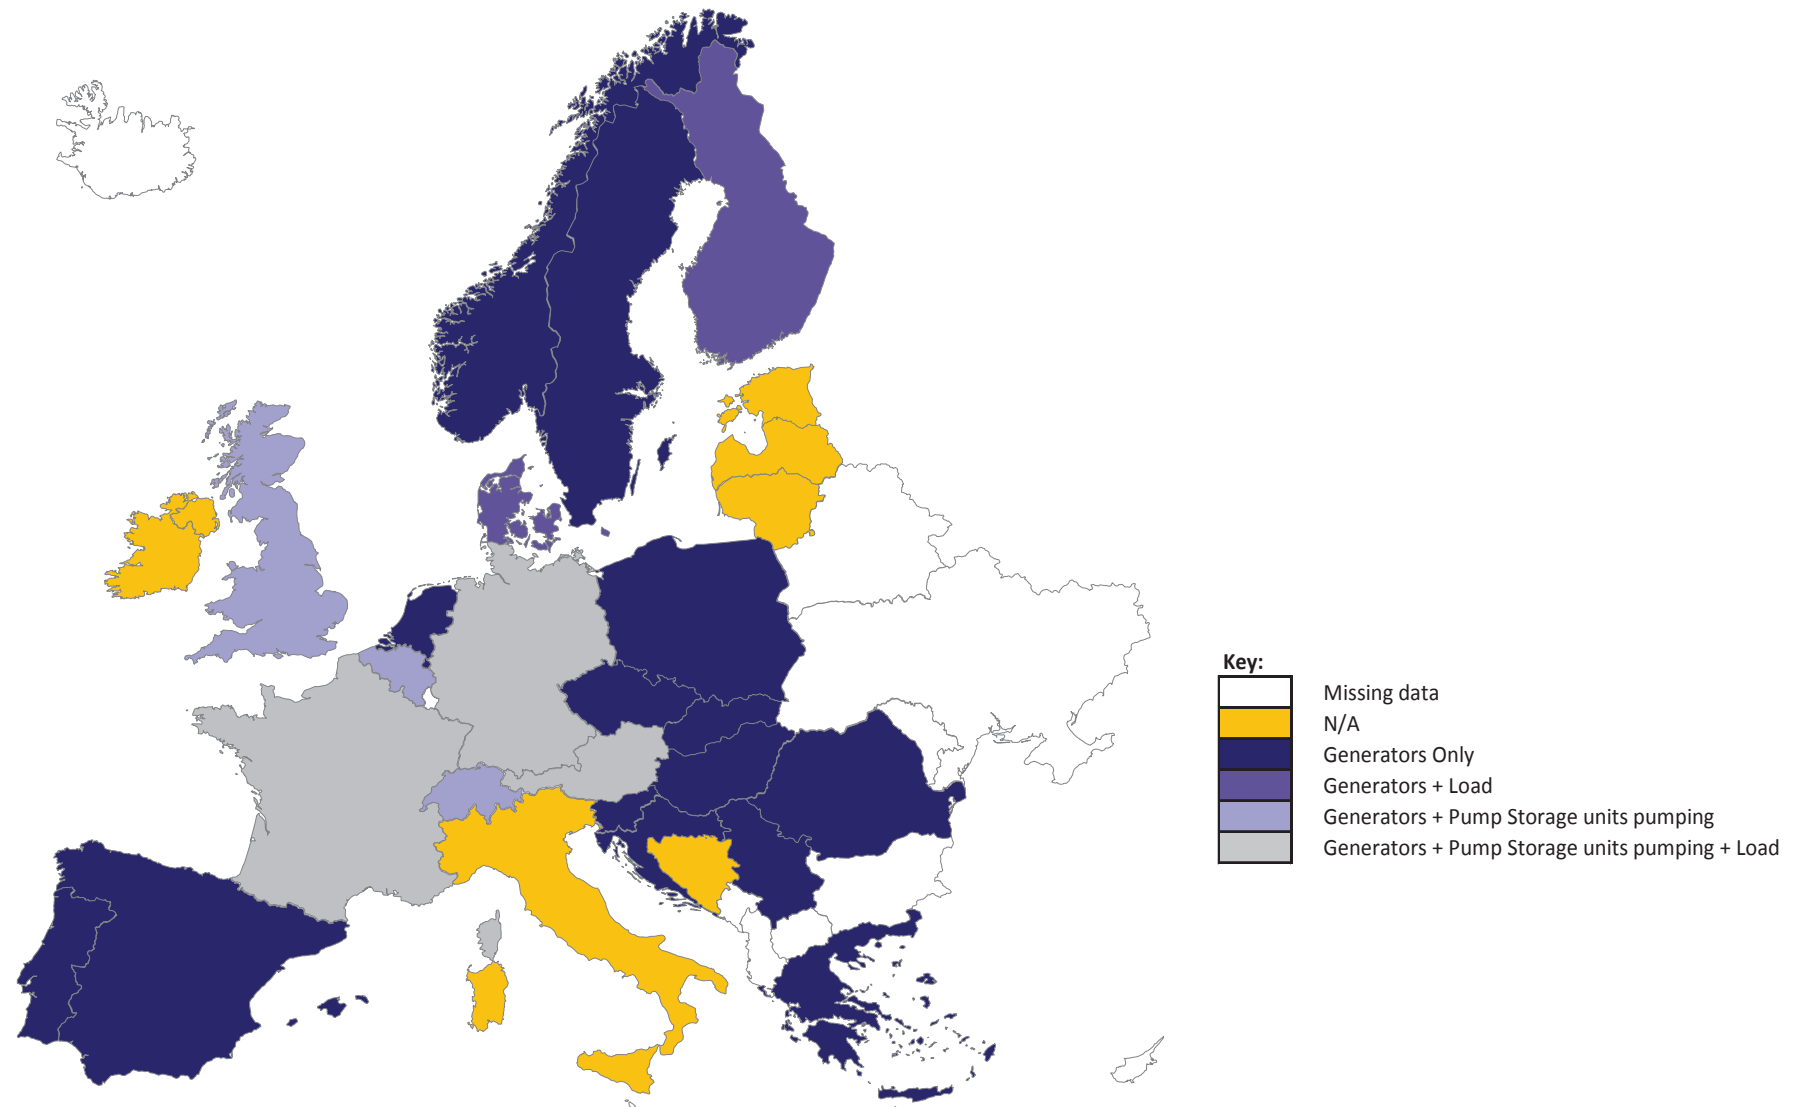 Key:
Missing data
N/A
Generators Only
Generators + Load
Generators + Pump Storage units pumping
Generators + Pump Storage units pumping + Load